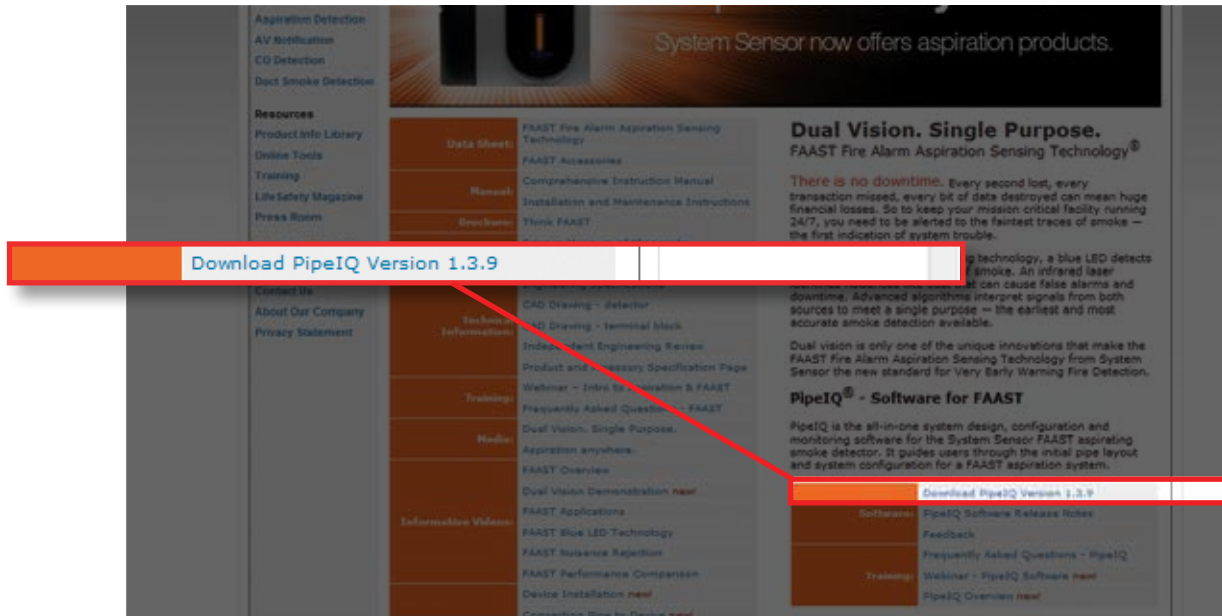 System Sensor now offers aspiration products.
Aspiration Detection
AV Notification
CO Detection
Duct Smoke Detection
Resources
Product Info Library
Online Tools
Training
LifeSafety Magazine
Press Room
Contact Us
About Our Company
Privacy Statement
Data Sheet:
FAAST Fire Alarm Aspiration Sensing
Technology
FAAST Accessories
Manual:
Comprehensive Instruction Manual
Installation and Maintenance Instructions
Brochure:
Think FAAST
Download PipeIQ Version 1.3.9
Technical
Information:
Engineering Specifications
CAD Drawing - detector
CAD Drawing - terminal block
Independent Engineering Review
Product and Accessory Specification Page
Training:
Webinar - Intro to Aspiration & FAAST
Frequently Asked Questions - FAAST
Media:
Dual Vision. Single Purpose.
Aspiration anywhere.
Informative Videos:
FAAST Overview
Dual Vision Demonstration new!
FAAST Applications
FAAST Blue LED Technology
FAAST Nuisance Rejection
FAAST Performance Comparison
Device Installation new!
Connecting Pipe to Device new!
Dual Vision. Single Purpose.
FAAST Fire Alarm Aspiration Sensing Technology®
There is no downtime. Every second lost, every
transaction missed, every bit of data destroyed can mean huge
financial losses. So to keep your mission critical facility running
24/7, you need to be alerted to the faintest traces of smoke —
the first indication of system trouble.
technology, a blue LED detects
smoke. An infrared laser
that can cause false alarms and
downtime. Advanced algorithms interpret signals from both
sources to meet a single purpose — the earliest and most
accurate smoke detection available.
Dual vision is only one of the unique innovations that make the
FAAST Fire Alarm Aspiration Sensing Technology from System
Sensor the new standard for Very Early Warning Fire Detection.
PipeIQ® - Software for FAAST
PipeIQ is the all-in-one system design, configuration and
monitoring software for the System Sensor FAAST aspirating
smoke detector. It guides users through the initial pipe layout
and system configuration for a FAAST aspiration system.
Software:
Download PipeIQ Version 1.3.9
PipeIQ Software Release Notes
Feedback
Training:
Frequently Asked Questions - PipeIQ
Webinar - PipeIQ Software new!
PipeIQ Overview new!